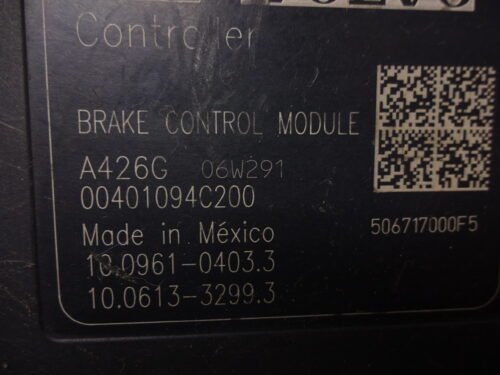 VOLVO
Controller
BRAKE CONTROL MODULE
A426G 06W291
00401094C200
Made in México
10.0961-0403.3
10.0613-3299.3
506717000F5